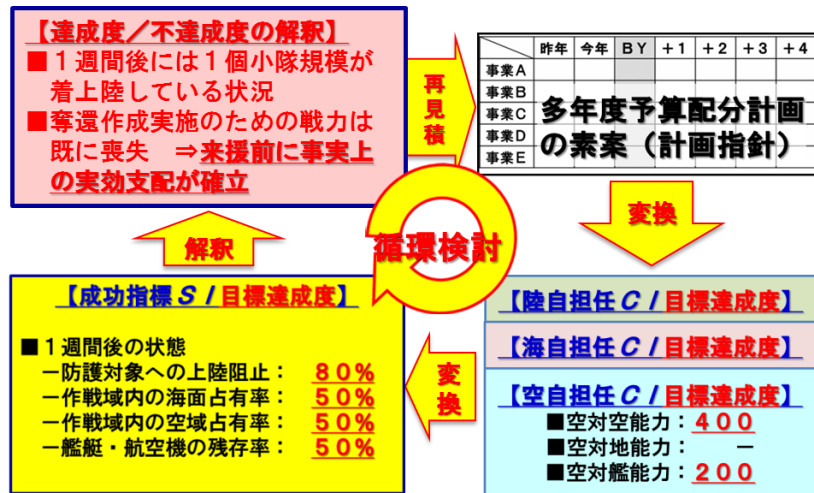 【達成度／不達成度の解釈】
■１週間後には１個小隊規模が
着上陸している状況
■奪還作成実施のための戦力は
既に喪失　⇒来援前に事実上
の実効支配が確立
再見積
昨年 今年 ＢＹ ＋１ ＋２ ＋３ ＋４
事業Ａ
事業Ｂ
事業Ｃ
事業Ｄ
事業Ｅ
多年度予算配分計画
の素案（計画指針）
変換
解釈
循環検討
【成功指標ＳＩ目標達成度】
■１週間後の状態
－防護対象への上陸阻止： ８０％
－作戦域内の海面占有率： ５０％
－作戦域内の空域占有率： ５０％
－艦艇・航空機の残存率： ５０％
変換
【陸自担任ＣＩ目標達成度】
【海自担任ＣＩ目標達成度】
【空自担任ＣＩ目標達成度】
■空対空能力：４００
■空対地能力： －
■空対艦能力：２００